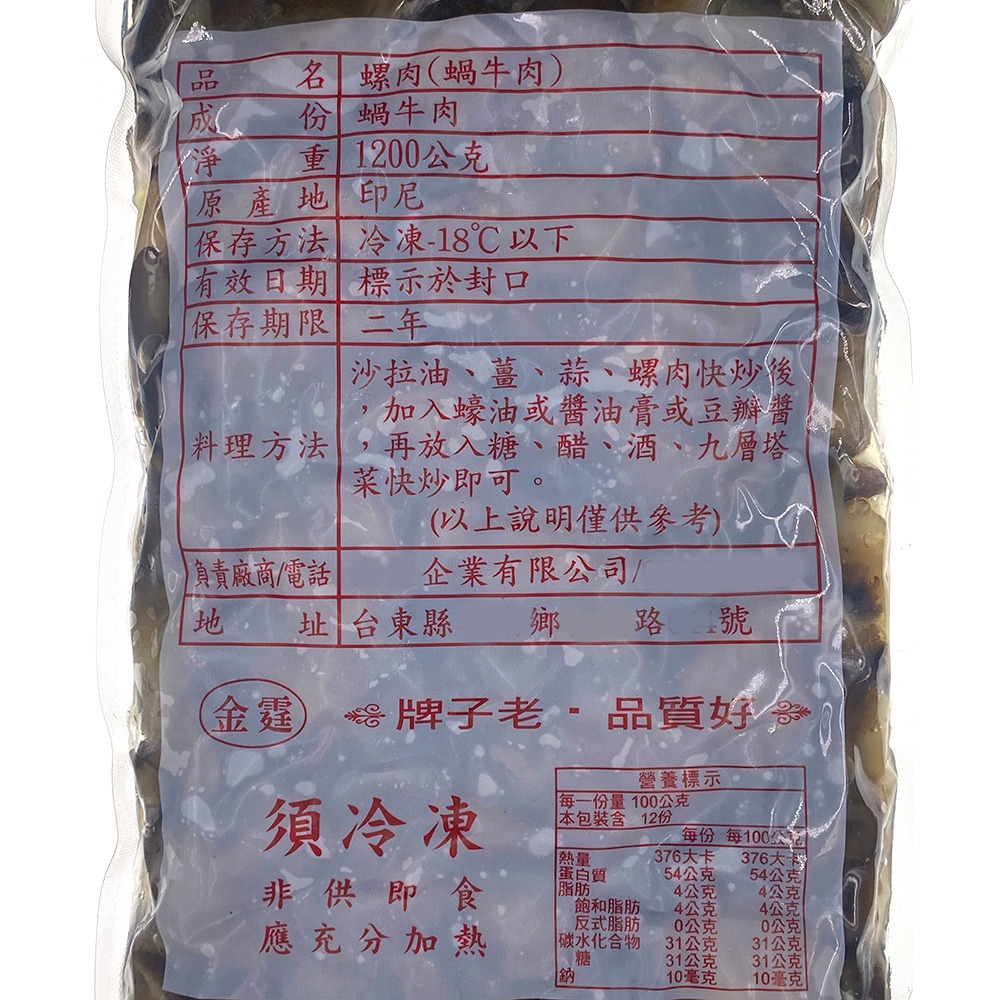 品名 螺肉(蝸牛肉)
成份 蝸牛肉
淨重 1200公克
原產地 印尼
保存方法 冷凍-18℃以下
有效日期 標示於封口
保存期限 二年
料理方法 沙拉油、薑、蒜、螺肉快炒後
，加入蠔油或醬油膏或豆瓣醬
，再放入糖、醋、酒、九層塔
菜快炒即可。
(以上說明僅供參考)
負責廠商/電話 企業有限公司/
地址 台東縣 鄉 路 號
金霆 牌子老‧品質好
須冷凍
非供即食
應充分加熱
營養標示
每一份量 100公克
本包裝含 12份
每份 每100公克
熱量 376大卡 376大卡
蛋白質 54公克 54公克
脂肪 4公克 4公克
飽和脂肪 4公克 4公克
反式脂肪 0公克 0公克
碳水化合物 31公克 31公克
糖 31公克 31公克
鈉 10毫克 10毫克